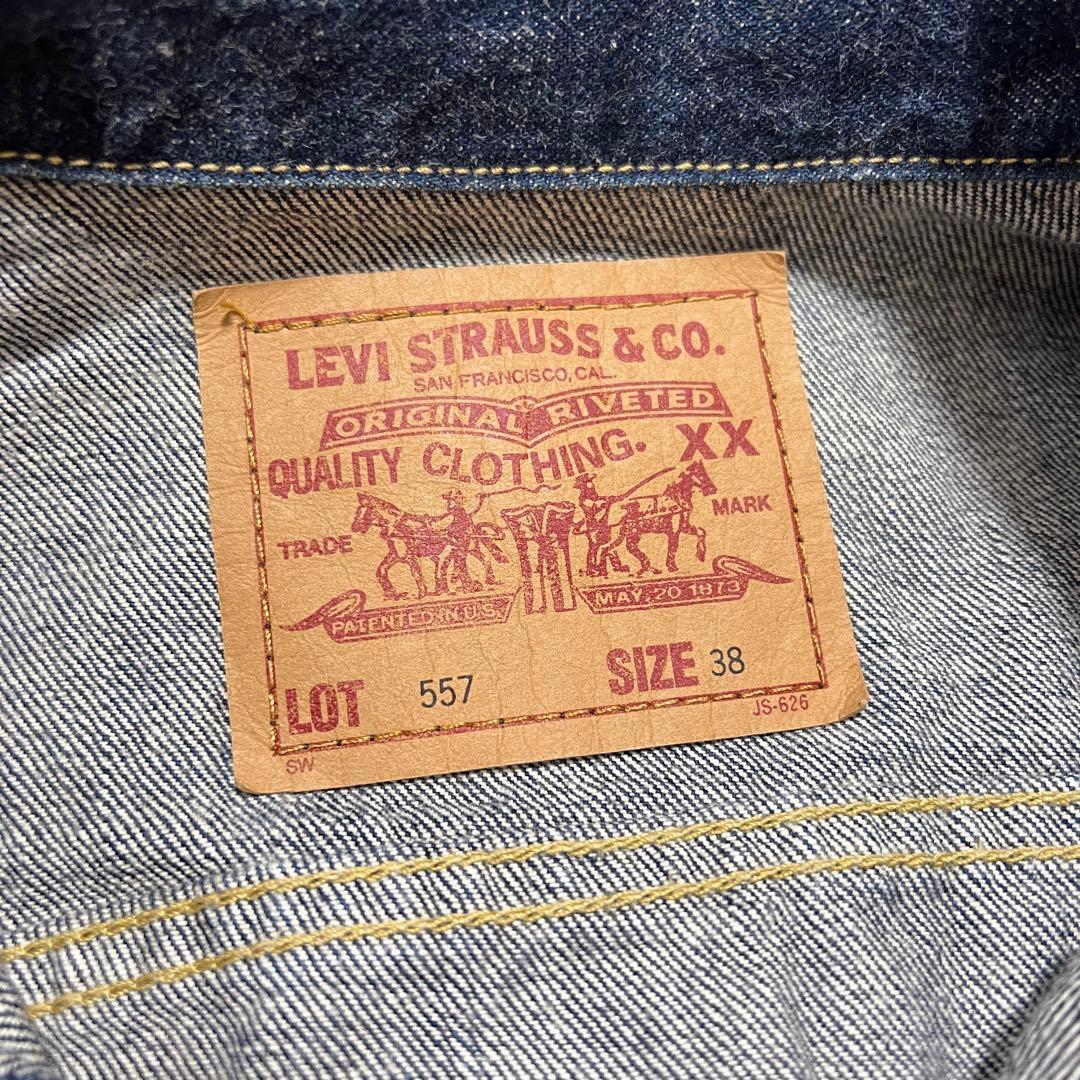 LEVI STRAUSS & CO.
SAN FRANCISCO, CAL.
ORIGINAL RIVETED
QUALITY CLOTHING. XX
TRADE MARK
PATENTED IN U.S. MAY. 20 1873
LOT 557 SIZE 38
SW JS-626